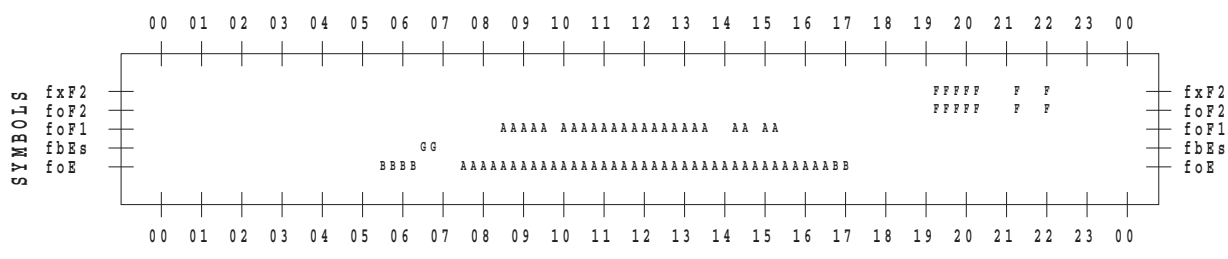 00 01 02 03 04 05 06 07 08 09 10 11 12 13 14 15 16 17 18 19 20 21 22 23 00
SYMBOLS
fxF2 FFFFF F F fxF2
foF2 FFFFF F F foF2
foF1 AAAAA AAAAAAAAAAAAAAA AA AA foF1
fbEs GG fbEs
foE BBBB AAAAAAAAAAAAAAAAAAAAAAAAAAAAAAAAAAAAABB foE
00 01 02 03 04 05 06 07 08 09 10 11 12 13 14 15 16 17 18 19 20 21 22 23 00